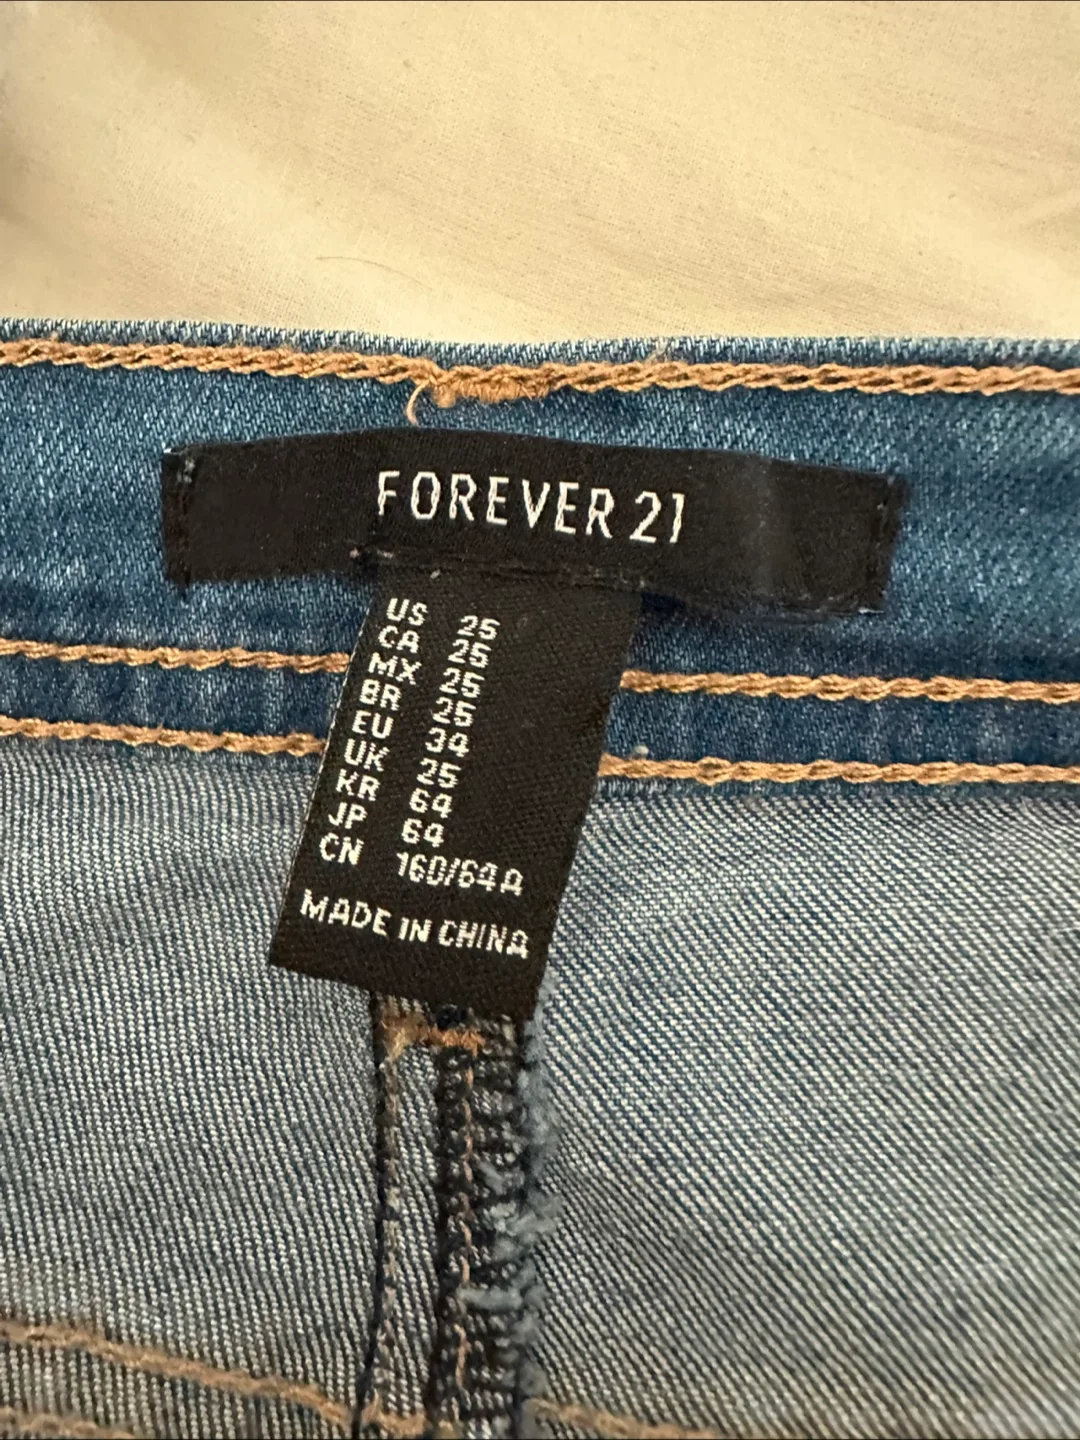 FOREVER 21
US 25
CA 25
MX 25
BR 25
EU 34
UK 25
KR 64
JP 64
CN 160/64A
MADE IN CHINA